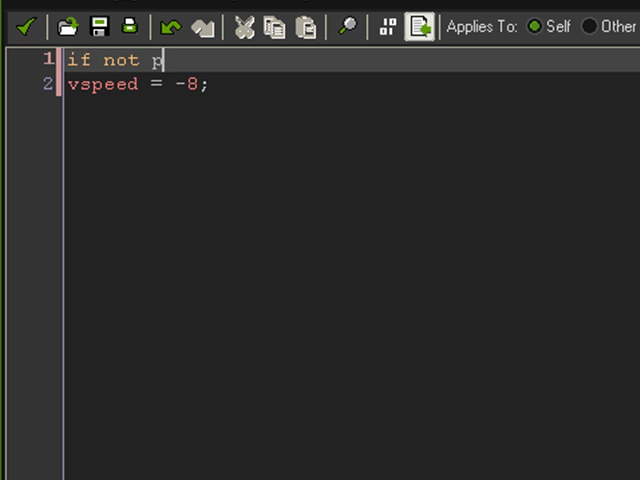 Applies To: Self Other
1 if not p
2 vspeed = -8;